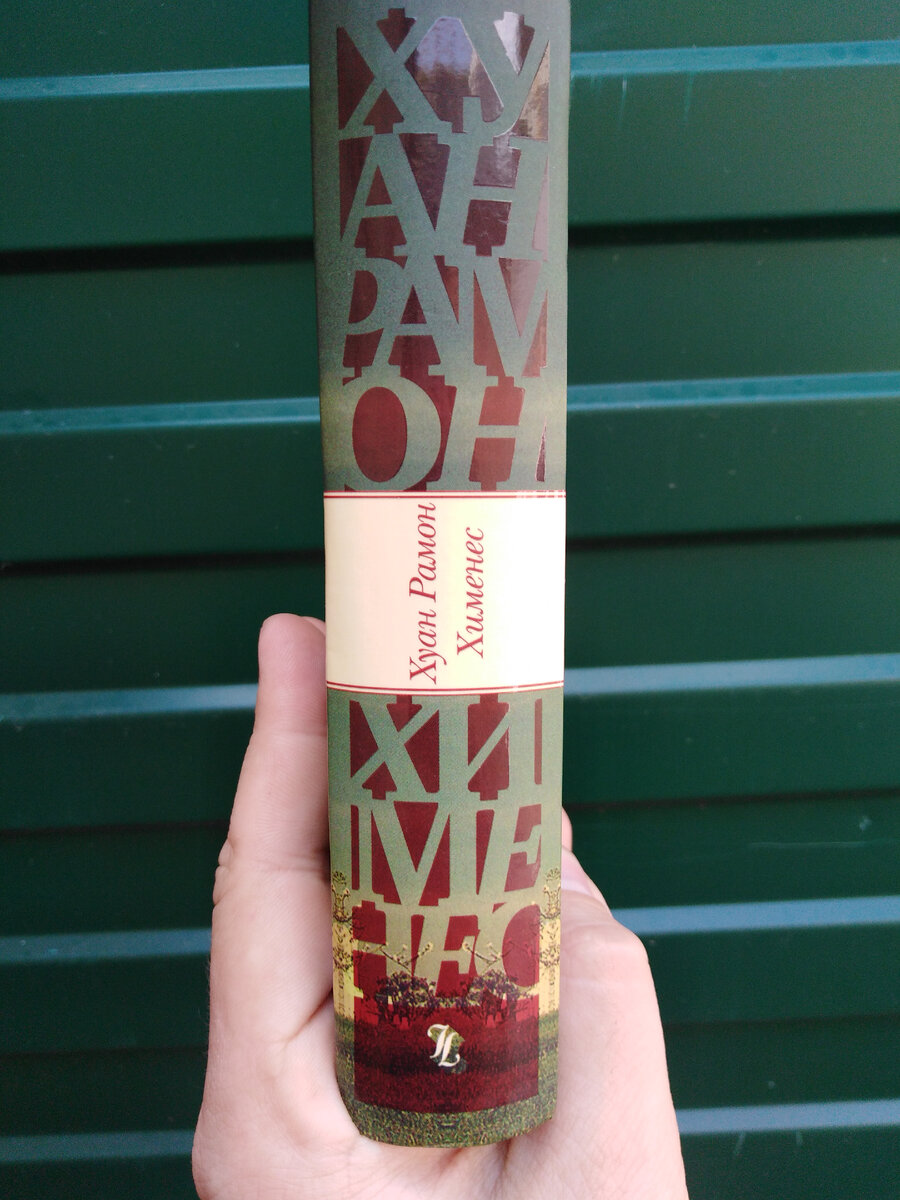 ХУ
АН
РАМ
ОН
Хуан Рамон
Хименес
ХИ
МЕ
НЕС